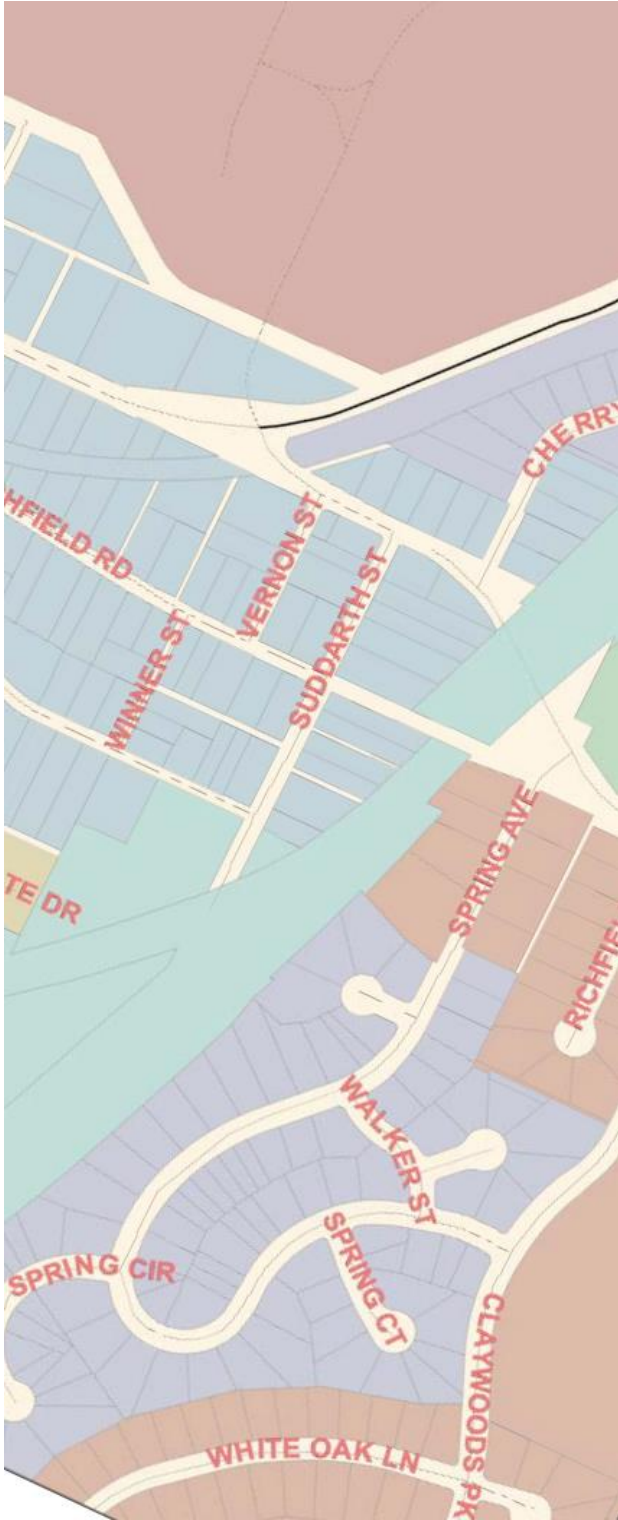 CHERRY
HFIELD RD
VERNON ST
SUDDARTH ST
WINNER ST
SPRING AVE
TE DR
RICHFIEL
WALKER ST
SPRING CT
SPRING CIR
CLAYWOODS PK
WHITE OAK LN